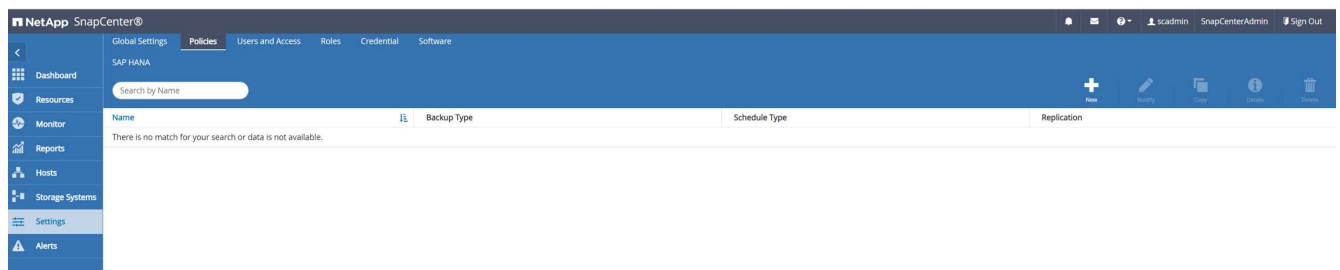 NetApp SnapCenter® scadmin SnapCenterAdmin Sign Out
Global Settings Policies Users and Access Roles Credential Software
SAP HANA
Dashboard
Search by Name
New Modify Copy Details Delete
Resources
Monitor
Name Backup Type Schedule Type Replication
There is no match for your search or data is not available.
Reports
Hosts
Storage Systems
Settings
Alerts